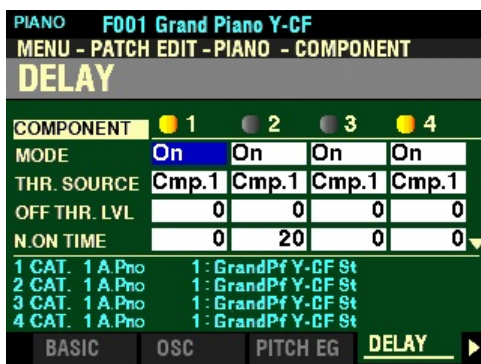 PIANO F001 Grand Piano Y-CF
MENU - PATCH EDIT -PIANO - COMPONENT
DELAY
COMPONENT 1 2 3 4
MODE On On On On
THR. SOURCE Cmp.1 Cmp.1 Cmp.1 Cmp.1
OFF THR. LVL 0 0 0 0
N.ON TIME 0 20 0 0
1 CAT. 1 A.Pno 1:GrandPf Y-CF St
2 CAT. 1 A.Pno 1:GrandPf Y-CF St
3 CAT. 1 A.Pno 1:GrandPf Y-CF St
4 CAT. 1 A.Pno 1:GrandPf Y-CF St
BASIC OSC PITCH EG DELAY